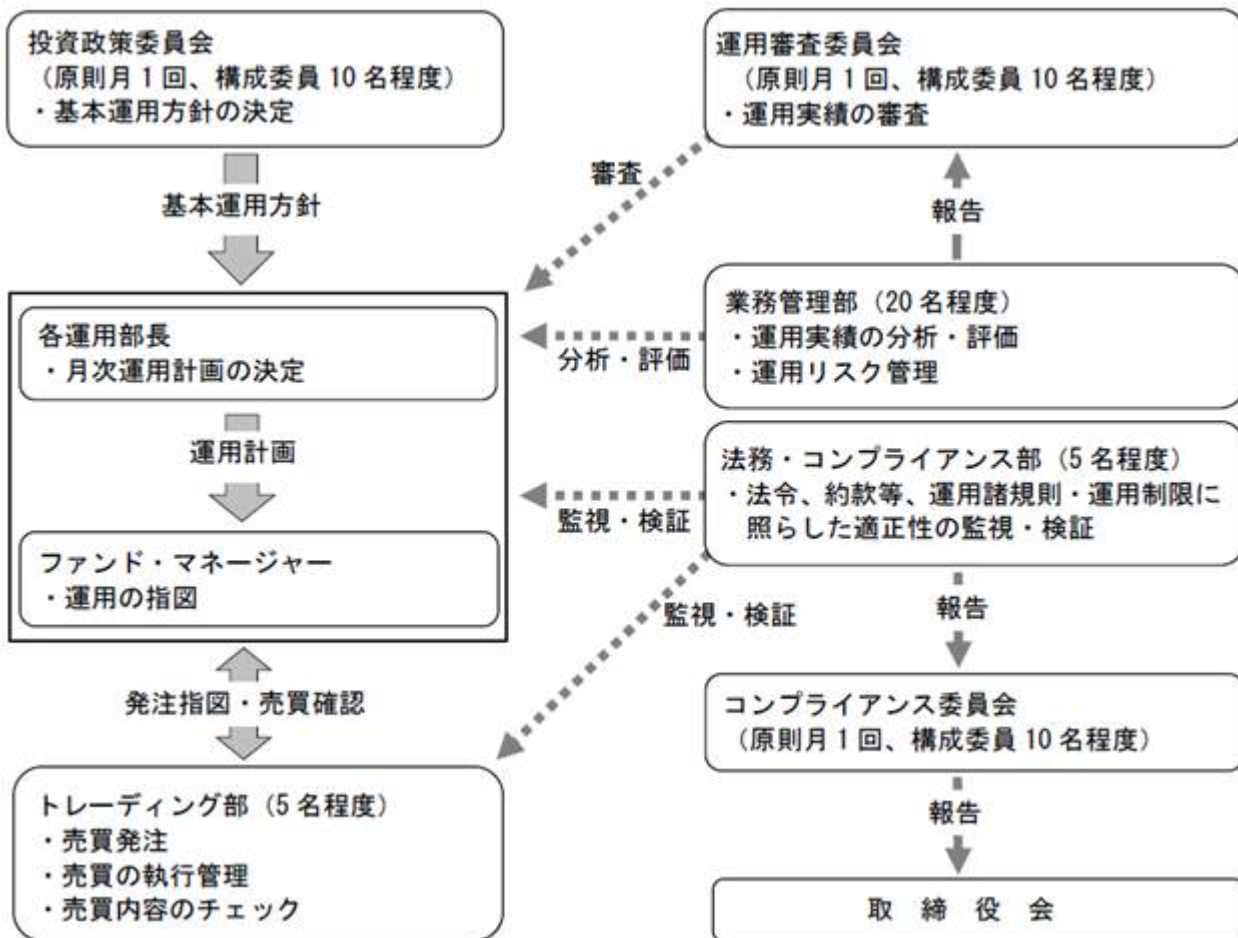 投資政策委員会
（原則月1回、構成委員10名程度）
・基本運用方針の決定
基本運用方針
各運用部長
・月次運用計画の決定
運用計画
ファンド・マネージャー
・運用の指図
発注指図・売買確認
トレーディング部（5名程度）
・売買発注
・売買の執行管理
・売買内容のチェック
運用審査委員会
（原則月1回、構成委員10名程度）
・運用実績の審査
審査
報告
業務管理部（20名程度）
・運用実績の分析・評価
・運用リスク管理
分析・評価
法務・コンプライアンス部（5名程度）
・法令、約款等、運用諸規則・運用制限に
照らした適正性の監視・検証
監視・検証
監視・検証
報告
コンプライアンス委員会
（原則月1回、構成委員10名程度）
報告
取　締　役　会